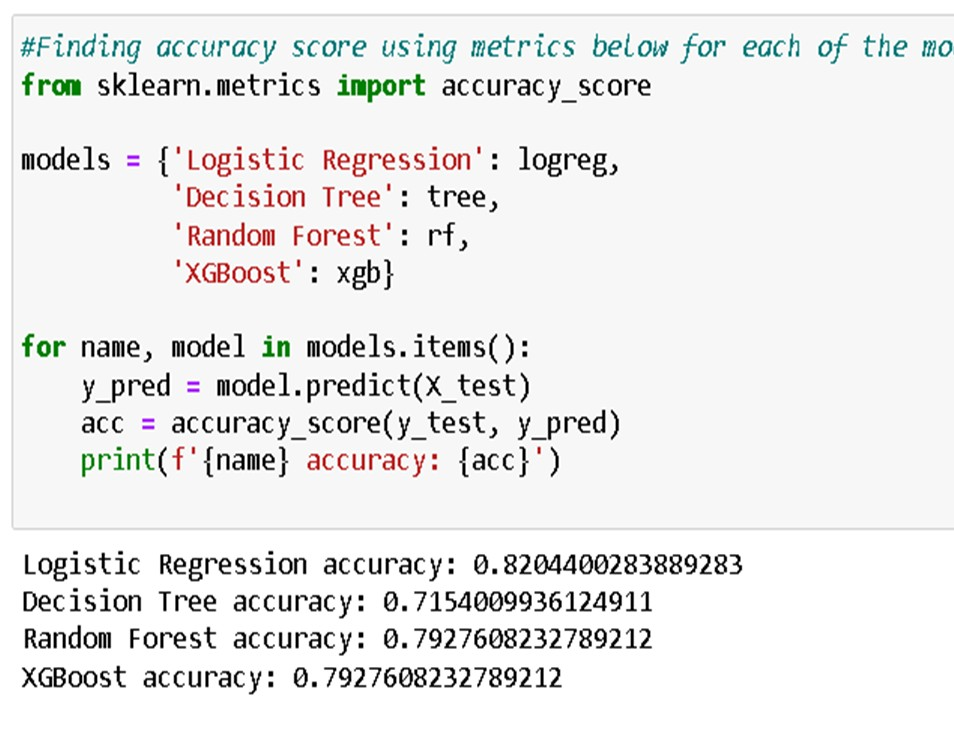 #Finding accuracy score using metrics below for each of the mo
from sklearn.metrics import accuracy_score
models = {'Logistic Regression': logreg,
'Decision Tree': tree,
'Random Forest': rf,
'XGBoost': xgb}
for name, model in models.items():
y_pred = model.predict(X_test)
acc = accuracy_score(y_test, y_pred)
print(f'{name} accuracy: {acc}')
Logistic Regression accuracy: 0.8204400283889283
Decision Tree accuracy: 0.7154009936124911
Random Forest accuracy: 0.7927608232789212
XGBoost accuracy: 0.7927608232789212